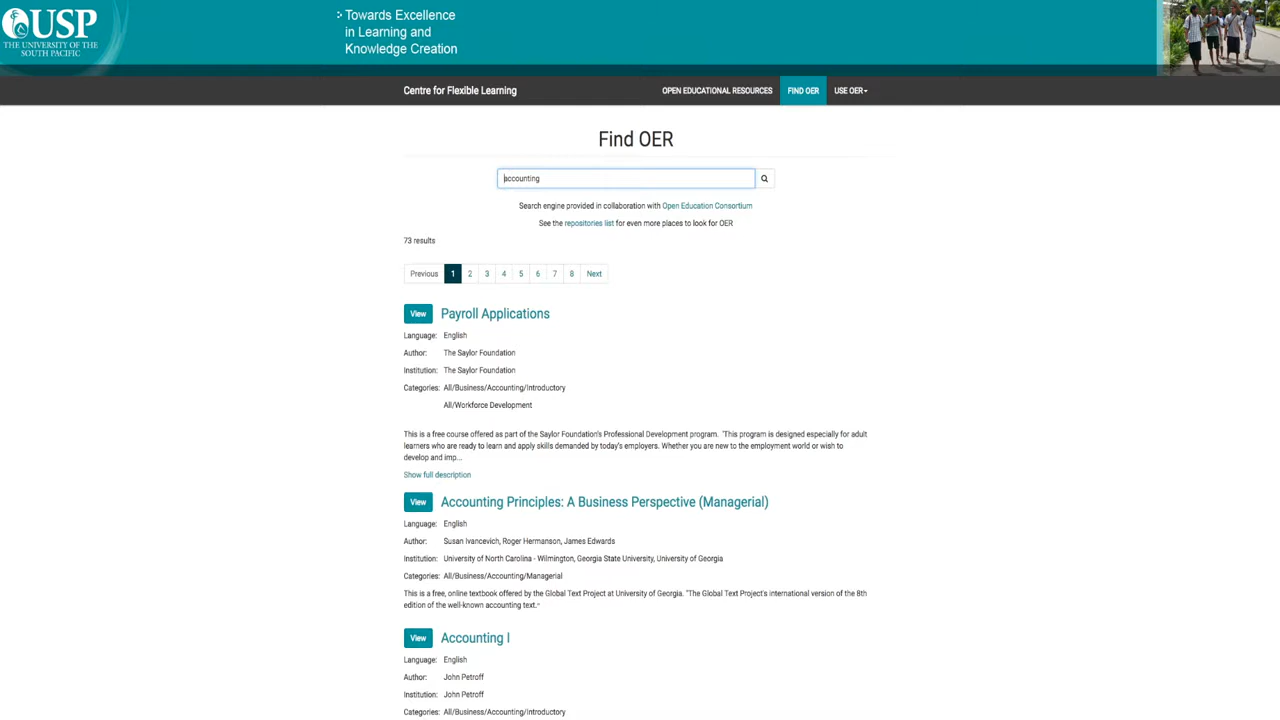 USP
THE UNIVERSITY OF THE
SOUTH PACIFIC
Towards Excellence
in Learning and
Knowledge Creation
Centre for Flexible Learning
OPEN EDUCATIONAL RESOURCES
FIND OER
USE OER
Find OER
accounting
Search engine provided in collaboration with Open Education Consortium
See the repositories list for even more places to look for OER
73 results
Previous 1 2 3 4 5 6 7 8 Next
View Payroll Applications
Language: English
Author: The Saylor Foundation
Institution: The Saylor Foundation
Categories: All/Business/Accounting/Introductory
All/Workforce Development
This is a free course offered as part of the Saylor Foundation's Professional Development program. "This program is designed especially for adult
learners who are ready to learn and apply skills demanded by today's employers. Whether you are new to the employment world or wish to
develop and imp...
Show full description
View Accounting Principles: A Business Perspective (Managerial)
Language: English
Author: Susan Ivancevich, Roger Hermanson, James Edwards
Institution: University of North Carolina - Wilmington, Georgia State University, University of Georgia
Categories: All/Business/Accounting/Managerial
This is a free, online textbook offered by the Global Text Project at University of Georgia. "The Global Text Project's international version of the 8th
edition of the well-known accounting text."
View Accounting I
Language: English
Author: John Petroff
Institution: John Petroff
Categories: All/Business/Accounting/Introductory